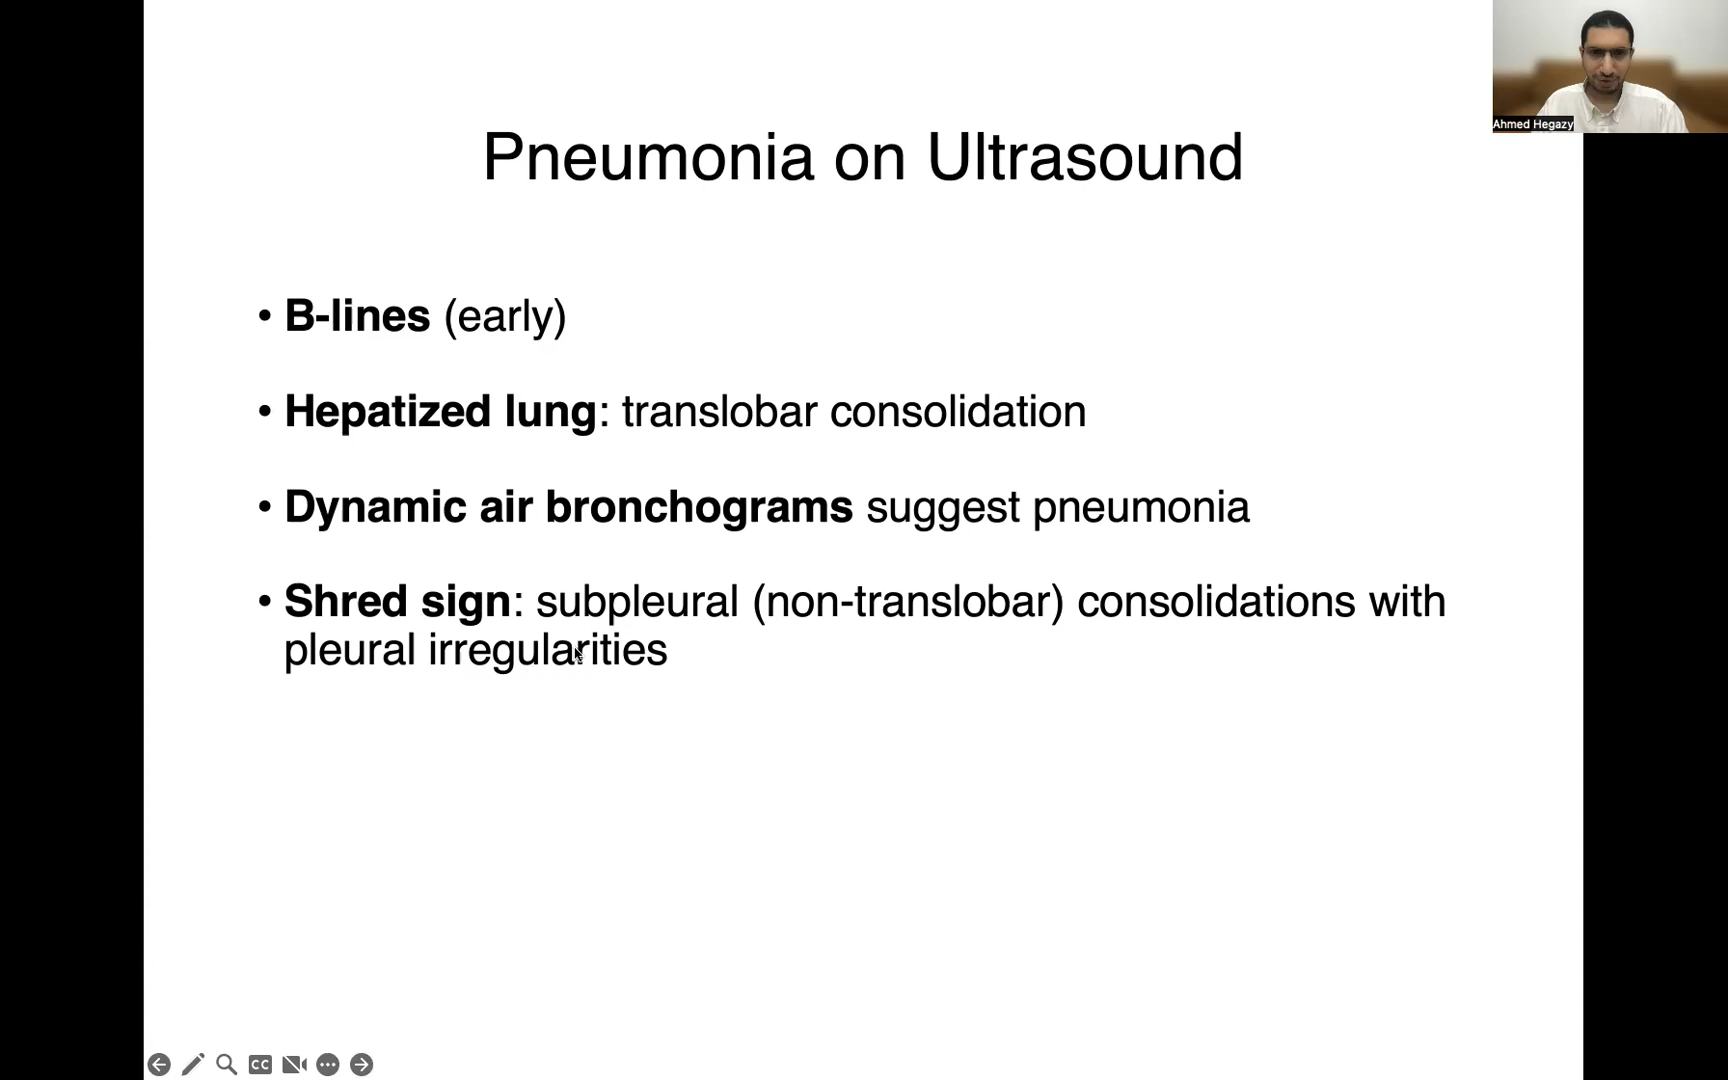 Ahmed Hegazy
Pneumonia on Ultrasound
• B-lines (early)
• Hepatized lung: translobar consolidation
• Dynamic air bronchograms suggest pneumonia
• Shred sign: subpleural (non-translobar) consolidations with
pleural irregularities
CC